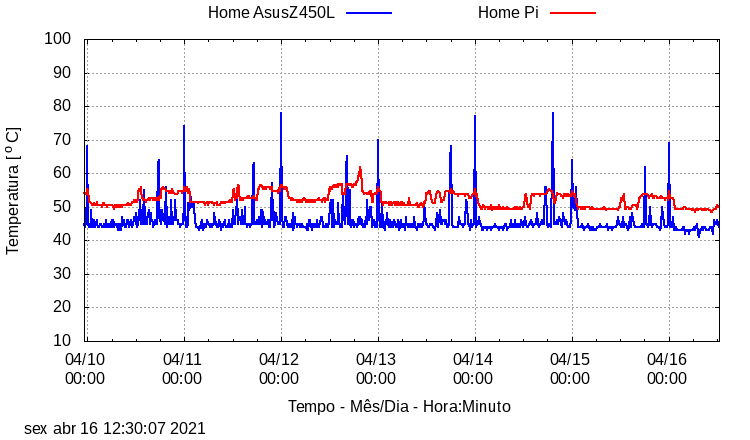 Home AsusZ450L Home Pi
100
90
80
70
60
50
40
30
20
10
Temperatura [ º C]
04/10 04/11 04/12 04/13 04/14 04/15 04/16
00:00 00:00 00:00 00:00 00:00 00:00 00:00
Tempo - Mês/Dia - Hora:Minuto
sex abr 16 12:30:07 2021